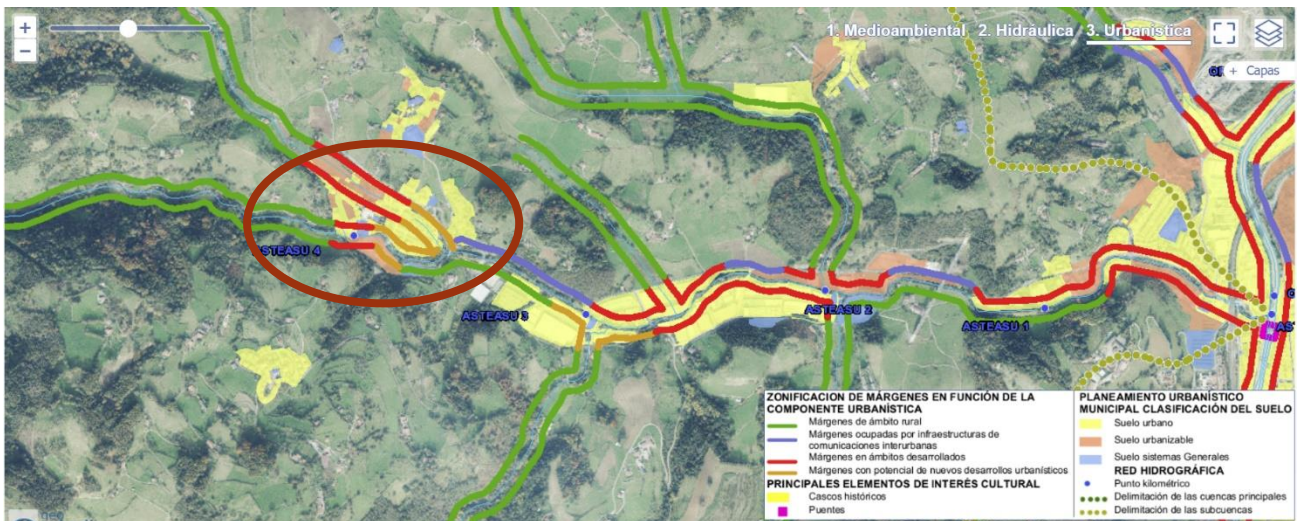 +
−
1. Medioambiental 2. Hidráulica 3. Urbanística
+ Capas
ASTEASU 4
ASTEASU 3
ASTEASU 2
ASTEASU 1
ZONIFICACION DE MÁRGENES EN FUNCIÓN DE LA
COMPONENTE URBANÍSTICA
Márgenes de ámbito rural
Márgenes ocupadas por infraestructuras de
comunicaciones interurbanas
Márgenes en ámbitos desarrollados
Márgenes con potencial de nuevos desarrollos urbanísticos
PRINCIPALES ELEMENTOS DE INTERÉS CULTURAL
Cascos históricos
Puentes
PLANEAMIENTO URBANÍSTICO
MUNICIPAL CLASIFICACIÓN DEL SUELO
Suelo urbano
Suelo urbanizable
Suelo sistemas Generales
RED HIDROGRÁFICA
Punto kilométrico
Delimitación de las cuencas principales
Delimitación de las subcuencas